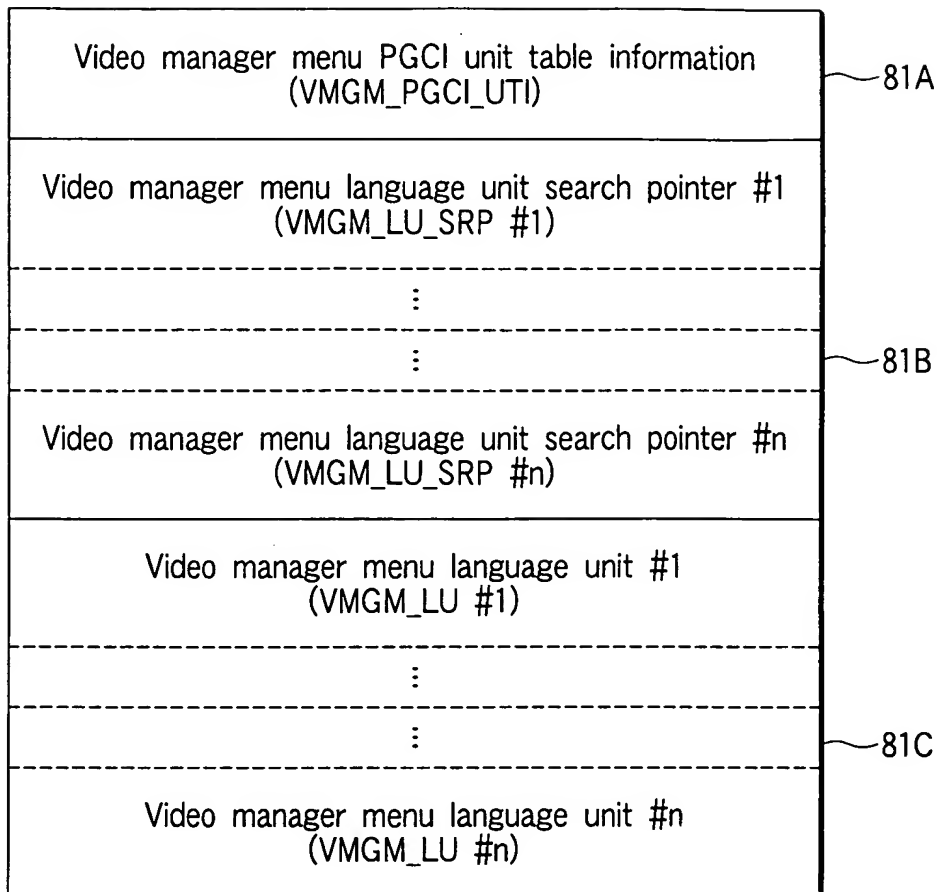 Video manager menu PGCI unit table information
(VMGM_PGCI_UTI)
81A
Video manager menu language unit search pointer #1
(VMGM_LU_SRP #1)
⋮
⋮
81B
Video manager menu language unit search pointer #n
(VMGM_LU_SRP #n)
Video manager menu language unit #1
(VMGM_LU #1)
⋮
⋮
81C
Video manager menu language unit #n
(VMGM_LU #n)